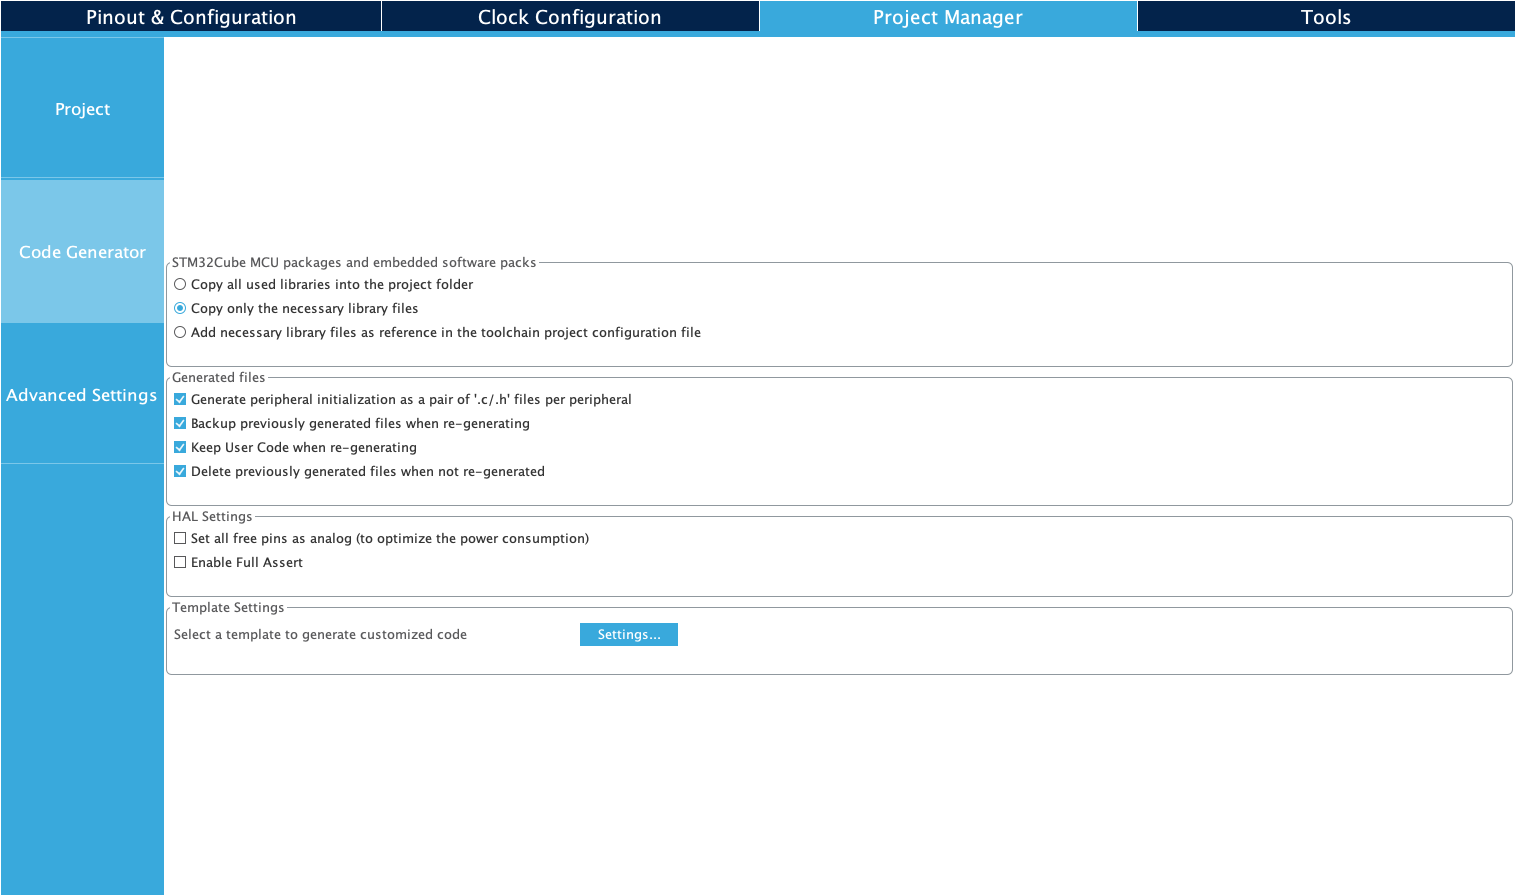 Pinout & Configuration
Clock Configuration
Project Manager
Tools
Project
Code Generator
Advanced Settings
STM32Cube MCU packages and embedded software packs
Copy all used libraries into the project folder
Copy only the necessary library files
Add necessary library files as reference in the toolchain project configuration file
Generated files
Generate peripheral initialization as a pair of '.c/.h' files per peripheral
Backup previously generated files when re-generating
Keep User Code when re-generating
Delete previously generated files when not re-generated
HAL Settings
Set all free pins as analog (to optimize the power consumption)
Enable Full Assert
Template Settings
Select a template to generate customized code
Settings...